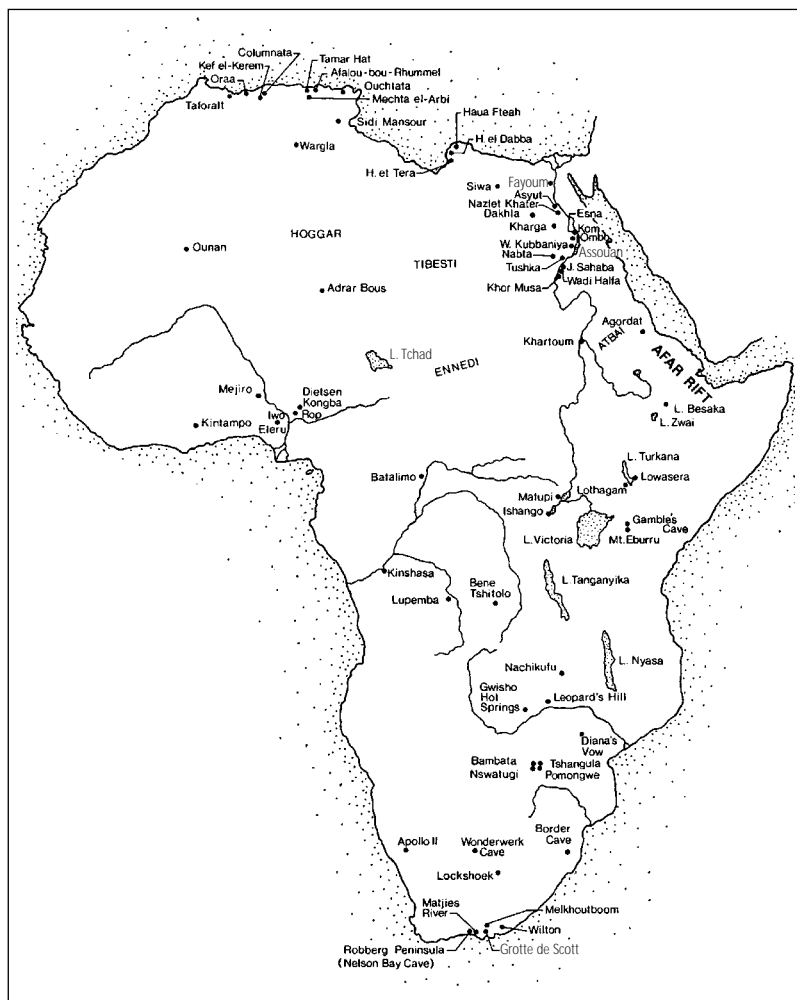 Columnata
Kef el-Kerem
Oraa
Taforalt
Tamar Hat
Afalou-bou-Rhummel
Ouchtata
Mechta el-Arbi
Sidi Mansour
Wargla
Haua Fteah
H. el Dabba
H. et Tera
Siwa
Fayoum
Asyut
Nazlet Khater
Dakhla
Esna
Kharga
Kom
Ombo
W. Kubbaniya
Assouan
Nabta
Tushka
J. Sahaba
Khor Musa
Wadi Halfa
HOGGAR
Ounan
TIBESTI
Adrar Bous
Agordat
ATBAI
Khartoum
L. Tchad
ENNEDI
AFAR RIFT
Mejiro
Dietsen
Kongba
Rop
Iwo
Eleru
Kintampo
L. Besaka
L. Zwai
L. Turkana
Lowasera
Lothagam
Batalimo
Matupi
Ishango
Gamble's
Cave
L. Victoria
Mt. Eburru
Kinshasa
Bene
Tshitolo
L. Tanganyika
Lupemba
Nachikufu
L. Nyasa
Gwisho
Hot
Springs
Leopard's Hill
Diana's
Vow
Bambata
Nswatugi
Tshangula
Pomongwe
Apollo II
Wonderwerk
Cave
Border
Cave
Lockshoek
Matjies
River
Melkhoutboom
Wilton
Robberg Peninsula
(Nelson Bay Cave)
Grotte de Scott